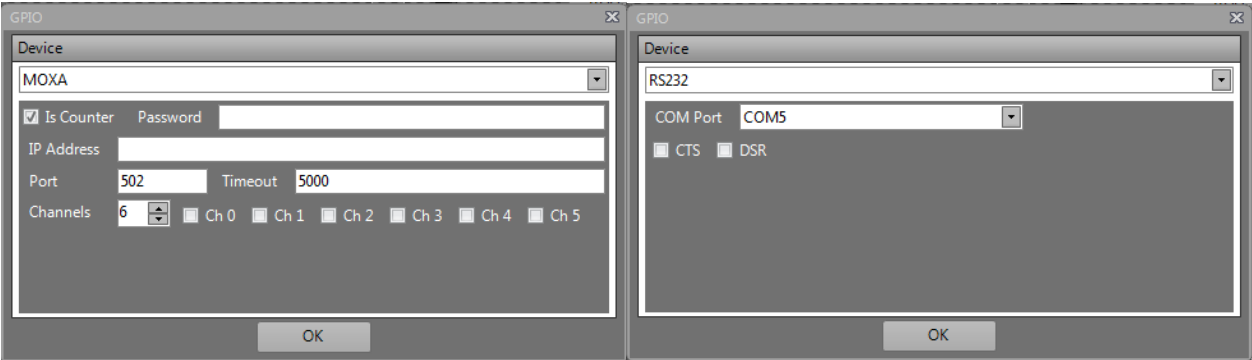 GPIO
Device
MOXA
Is Counter Password
IP Address
Port 502 Timeout 5000
Channels 6 Ch 0 Ch 1 Ch 2 Ch 3 Ch 4 Ch 5
OK
GPIO
Device
RS232
COM Port COM5
CTS DSR
OK